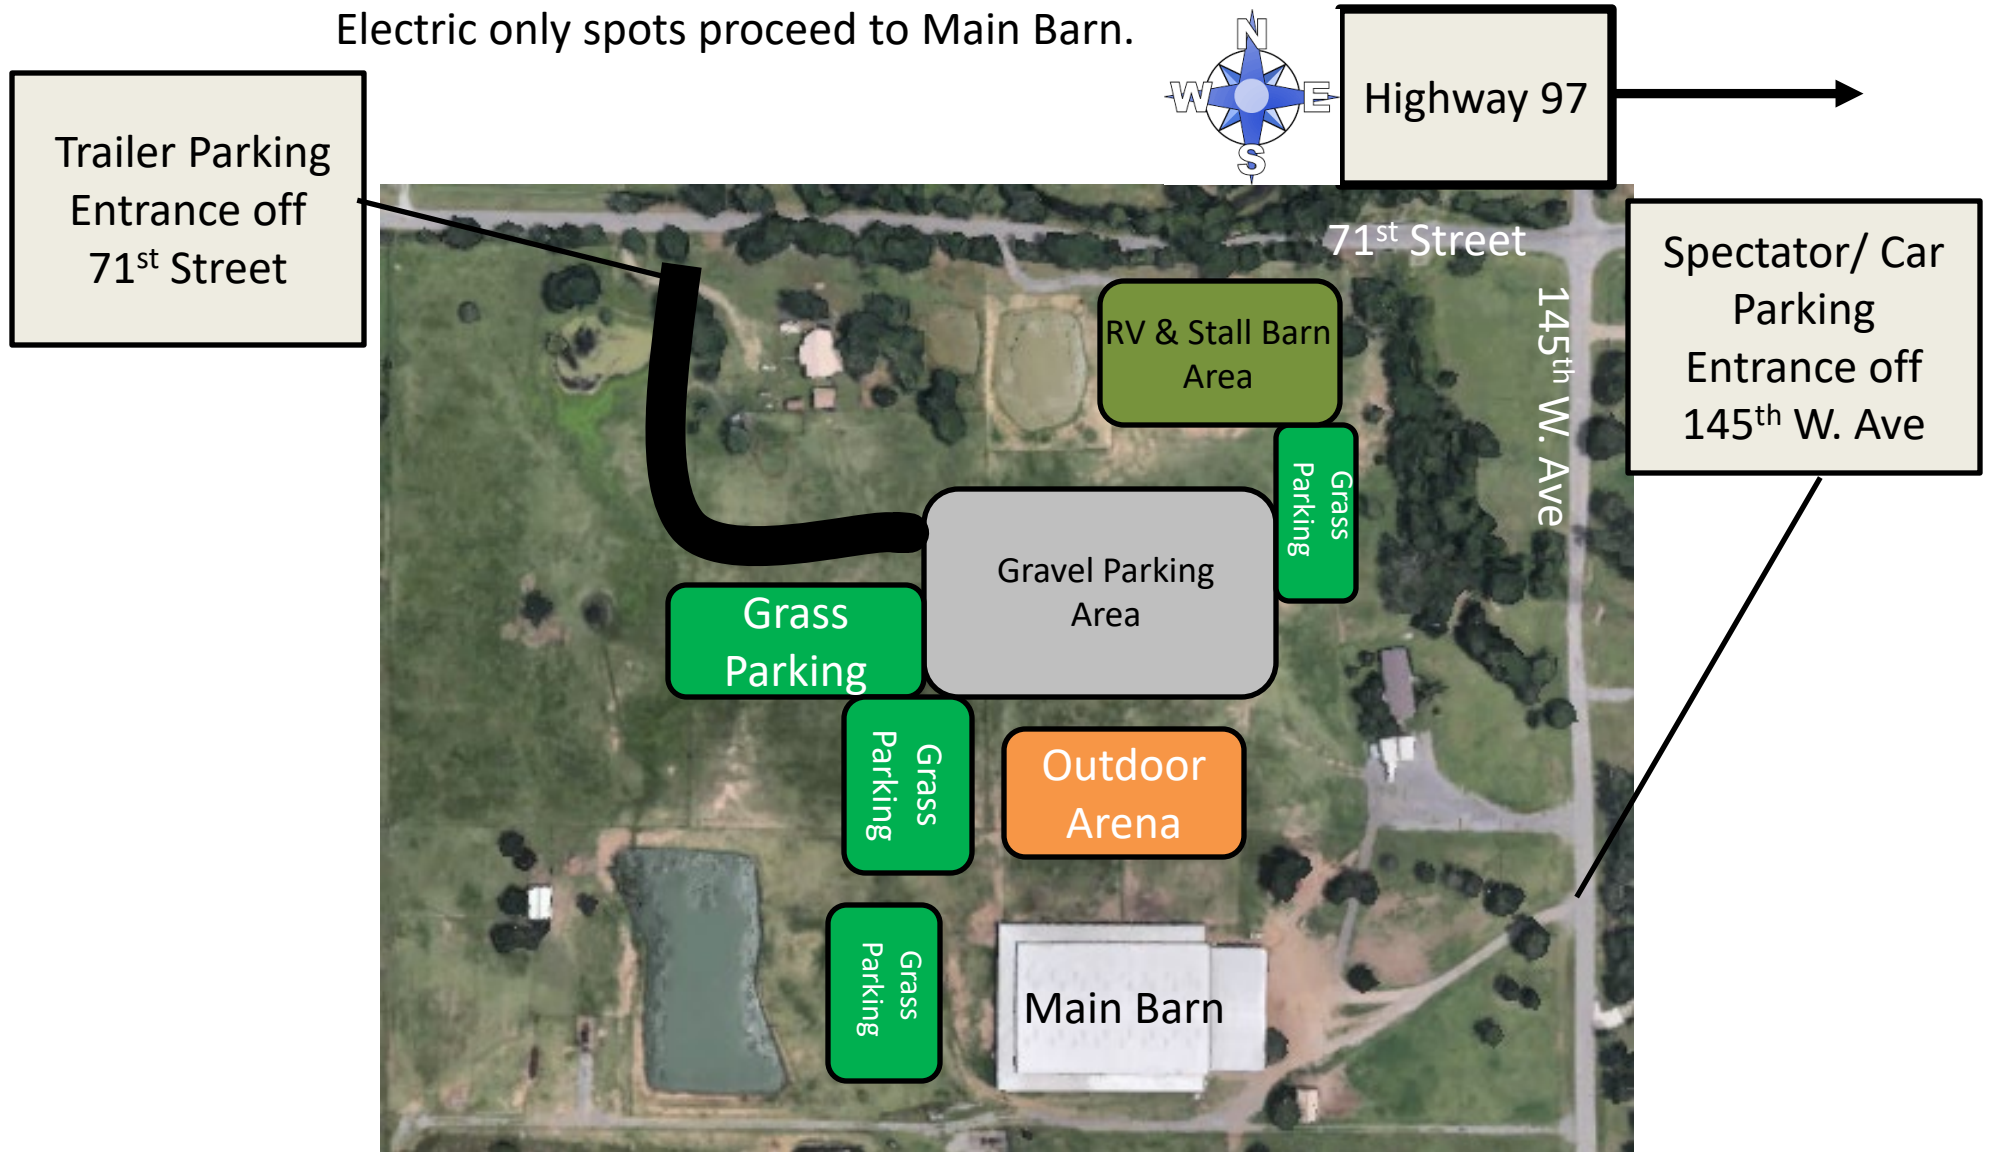 Electric only spots proceed to Main Barn.
N
W
E
S
Highway 97
Trailer Parking
Entrance off
71st Street
71st Street
Spectator/ Car
Parking
Entrance off
145th W. Ave
145th W. Ave
RV & Stall Barn
Area
Grass
Parking
Gravel Parking
Area
Grass
Parking
Grass
Parking
Outdoor
Arena
Grass
Parking
Main Barn